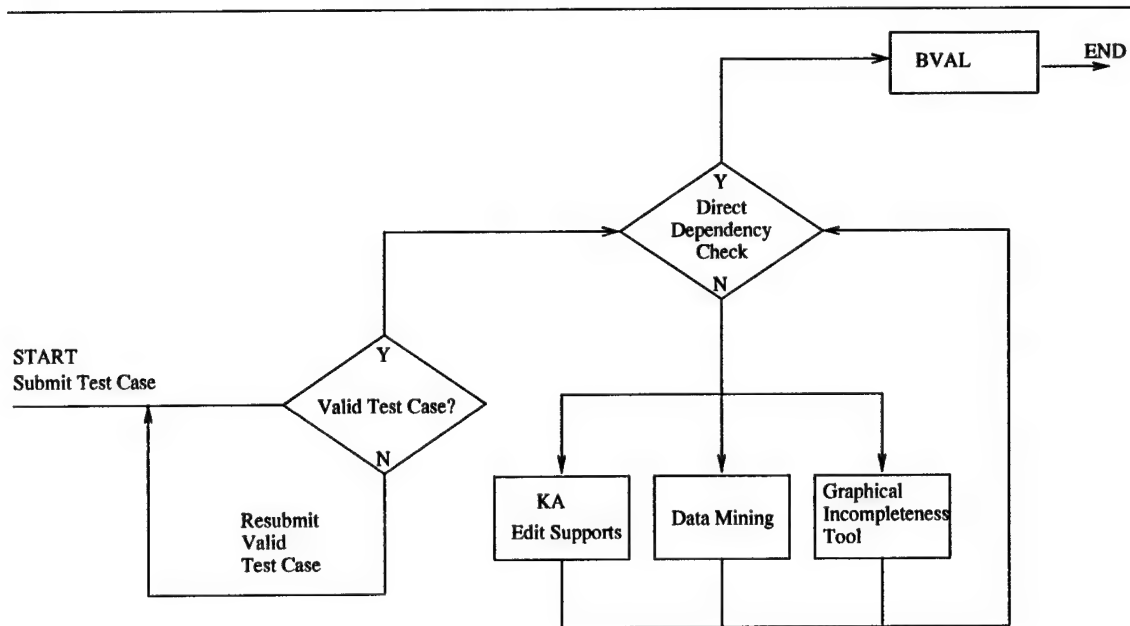 BVAL
END
Y
Direct
Dependency
Check
N
START
Submit Test Case
Y
Valid Test Case?
N
Resubmit
Valid
Test Case
KA
Edit Supports
Data Mining
Graphical
Incompleteness
Tool